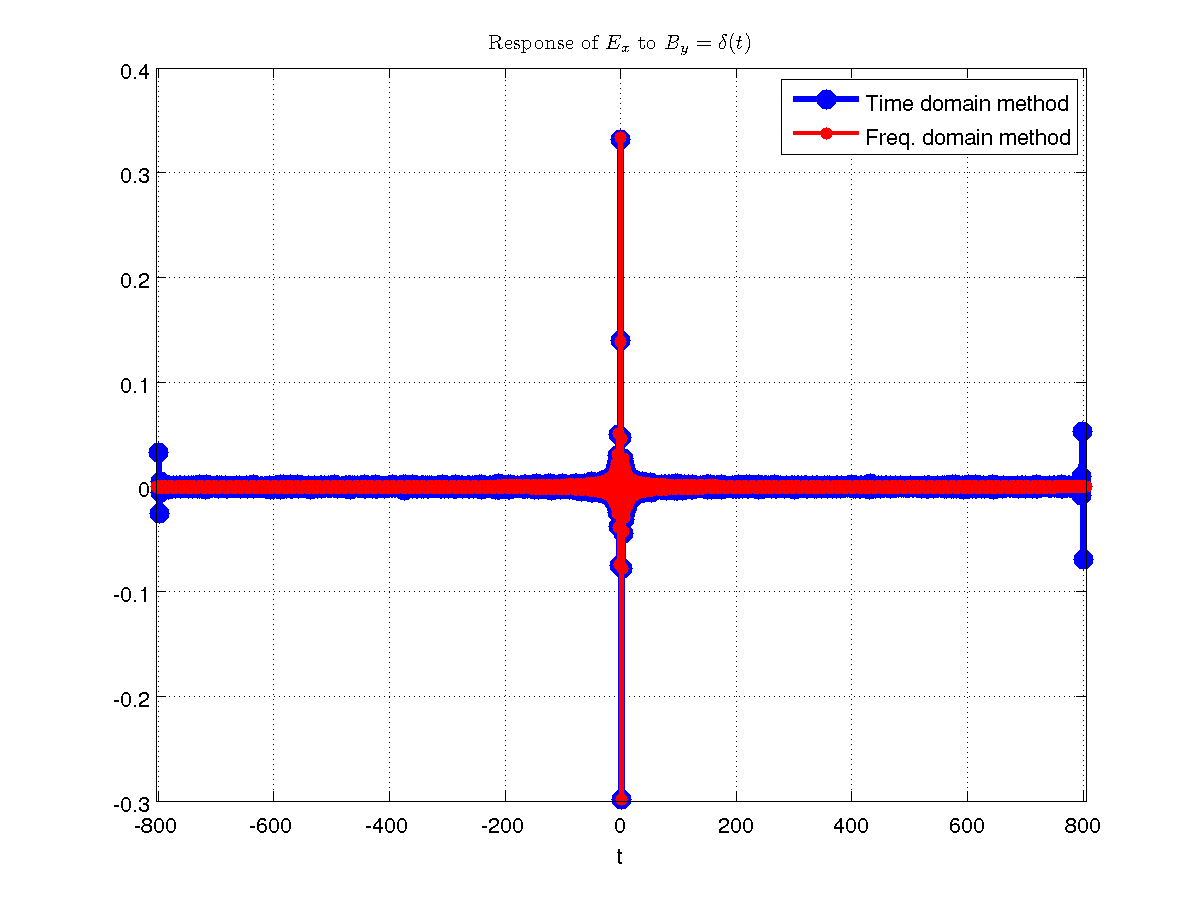 Response of $E_x$ to $B_y = \delta(t)$
Time domain method
Freq. domain method
0.4
0.3
0.2
0.1
0
-0.1
-0.2
-0.3
-800 -600 -400 -200 0 200 400 600 800
t